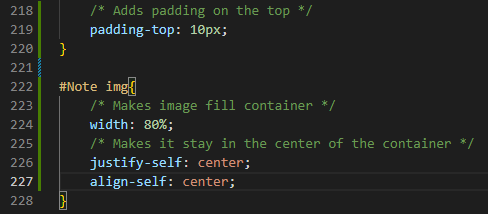 218 /* Adds padding on the top */
219 padding-top: 10px;
220 }
221
222 #Note img{
223 /* Makes image fill container */
224 width: 80%;
225 /* Makes it stay in the center of the container */
226 justify-self: center;
227 align-self: center;
228 }